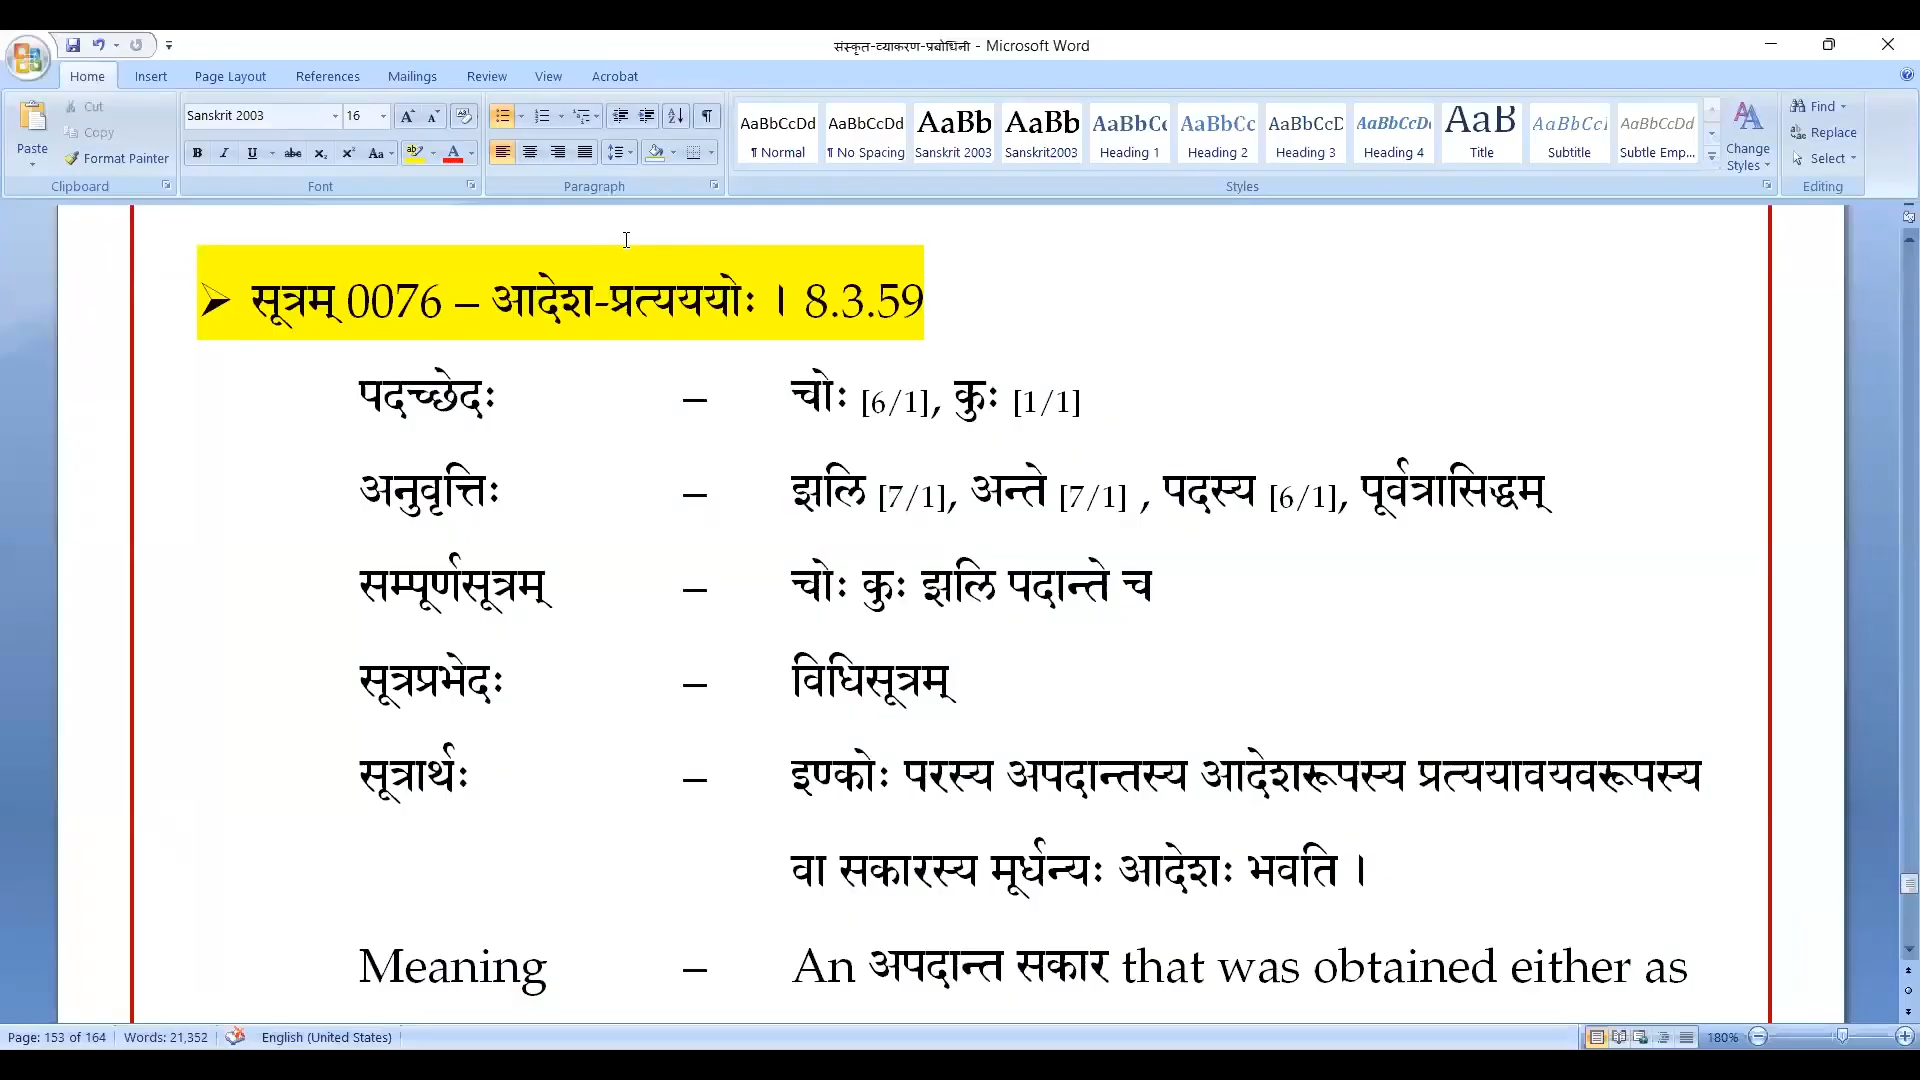 संस्कृत-व्याकरण-प्रबोधिनी - Microsoft Word
Home Insert Page Layout References Mailings Review View Acrobat
Paste
Cut
Copy
Format Painter
Clipboard
Sanskrit 2003 16
Font
Paragraph
AaBbCcDd AaBbCcDd AaBb AaBb AaBbCc AaBbCc AaBbCcD AaBbCcD AaB AaBbCcI AaBbCcDd
¶ Normal ¶ No Spacing Sanskrit 2003 Sanskrit2003 Heading 1 Heading 2 Heading 3 Heading 4 Title Subtitle Subtle Emp...
Change Styles
Styles
Find
Replace
Select
Editing
➢ सूत्रम् 0076 – आदेश-प्रत्यययोः । 8.3.59
पदच्छेदः – चोः [6/1], कुः [1/1]
अनुवृत्तिः – झलि [7/1], अन्ते [7/1] , पदस्य [6/1], पूर्वत्रासिद्धम्
सम्पूर्णसूत्रम् – चोः कुः झलि पदान्ते च
सूत्रप्रभेदः – विधिसूत्रम्
सूत्रार्थः – इण्कोः परस्य अपदान्तस्य आदेशरूपस्य प्रत्ययावयवरूपस्य
वा सकारस्य मूर्धन्यः आदेशः भवति ।
Meaning – An अपदान्त सकार that was obtained either as
Page: 153 of 164 Words: 21,352 English (United States) 180%